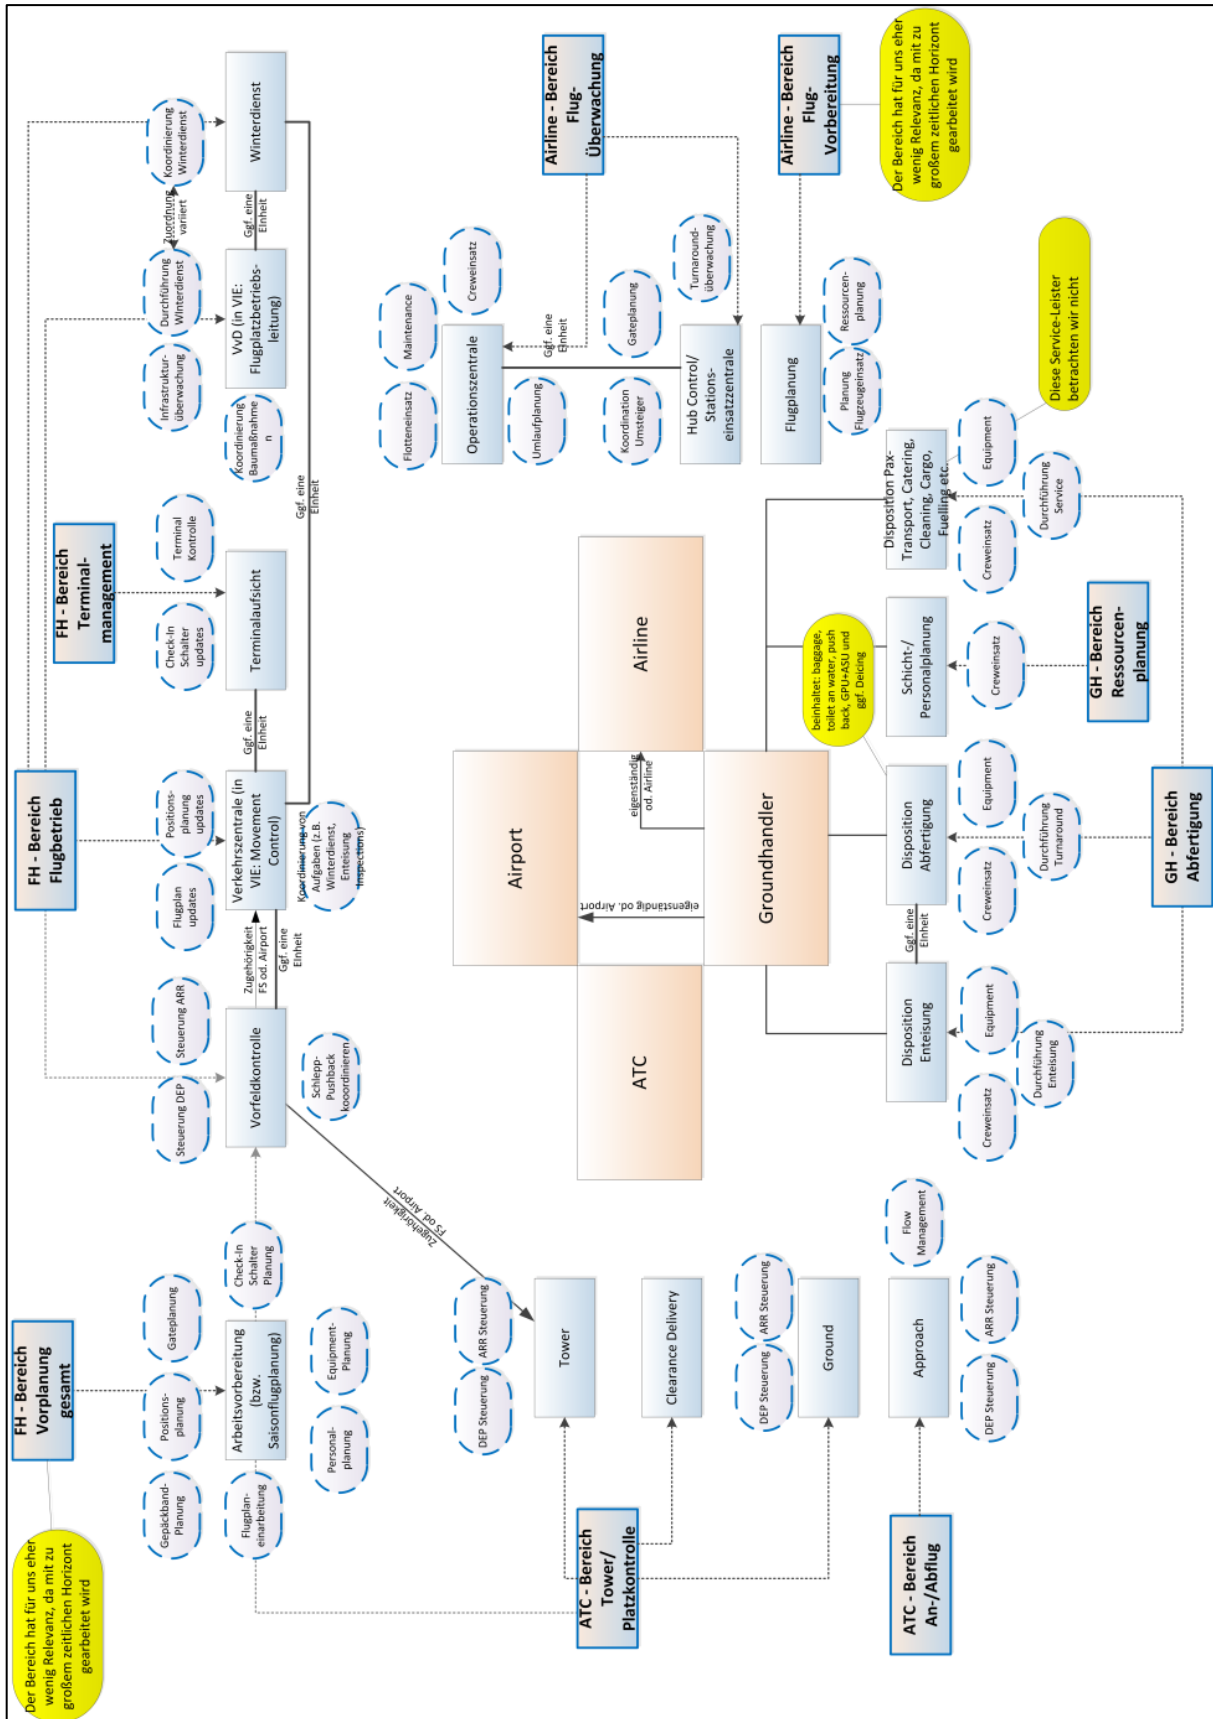 Der Bereich hat für uns eher
wenig Relevanz, da mit zu
großem zeitlichen Horizont
gearbeitet wird
FH - Bereich
Vorplanung
gesamt
Gepäckband-
Planung
Positions-
planung
Gateplanung
Flugplan-
einarbeitung
Arbeitsvorbereitung
(bzw.
Saisonflugplanung)
Check-In
Schalter
Planung
Personal-
planung
Equipment-
Planung
FH - Bereich
Flugbetrieb
Steuerung DEP
Steuerung ARR
Vorfeldkontrolle
Schlepp-
Pushback
kooordinieren
Zugehörigkeit
FS od. Airport
Ggf. eine
EInheit
Zugehörigkeit
FS od. Airport
Flugplan
updates
Positions-
planung
updates
Verkehrszentrale (in
VIE: Movement
Control)
Koordinierung von
Aufgaben (z.B.
Winterdienst,
Enteisung
Inspections)
Ggf. eine
EInheit
FH - Bereich
Terminal-
management
Check-In
Schalter
updates
Terminal
Kontrolle
Terminalaufsicht
Ggf. eine
EInheit
Infrastruktur-
überwachung
Durchführung
WInterdienst
Zuordnung
variiert
Koordinierung
Winterdienst
Koordinierung
Baumaßnahme
n
VvD (in VIE:
Flugplatzbetriebs-
leitung)
Ggf. eine
EInheit
Winterdienst
ATC - Bereich
Tower/
Platzkontrolle
DEP Steuerung
ARR Steuerung
Tower
Clearance Delivery
DEP Steuerung
ARR Steuerung
Ground
ATC - Bereich
An-/Abflug
Approach
Flow
Management
DEP Steuerung
ARR Steuerung
Airport
ATC
Airline
Groundhandler
eigenständig od. Airport
eigenständig
od. Airline
Airline - Bereich
Flug-
Überwachung
Flotteneinsatz
Maintenance
Creweinsatz
Operationszentrale
Umlaufplanung
Ggf. eine
EInheit
Koordination
Umsteiger
Gateplanung
Turnaround-
überwachung
Hub Control/
Stations-
einsatzzentrale
Airline - Bereich
Flug-
Vorbereitung
Flugplanung
Planung
Flugzeugeinsatz
Ressourcen-
planung
Der Bereich hat für uns eher
wenig Relevanz, da mit zu
großem zeitlichen Horizont
gearbeitet wird
beinhaltet: baggage,
toilet an water, push
back, GPU+ASU und
ggf. Deicing
Disposition
Enteisung
Ggf. eine
EInheit
Disposition
Abfertigung
Schicht-/
Personalplanung
Disposition Pax-
Transport, Catering,
Cleaning, Cargo,
Fuelling etc.
Creweinsatz
Equipment
Durchführung
Enteisung
Creweinsatz
Equipment
Durchführung
Turnaround
Creweinsatz
Creweinsatz
Equipment
Durchführung
Service
Diese Service-Leister
betrachten wir nicht
GH - Bereich
Ressourcen-
planung
GH - Bereich
Abfertigung